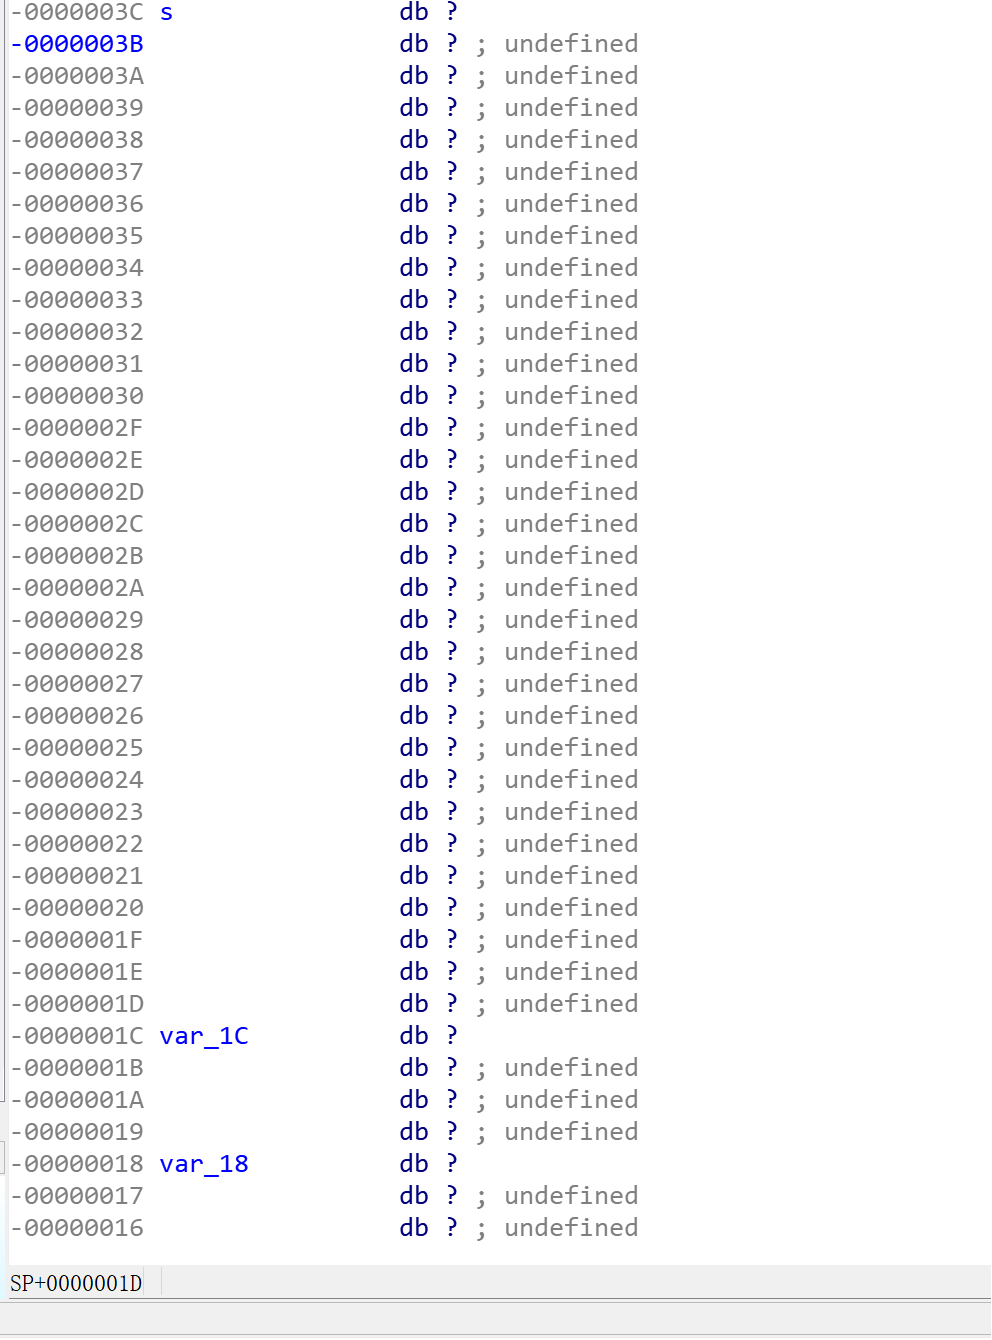 -0000003C s db ?
-0000003B db ? ; undefined
-0000003A db ? ; undefined
-00000039 db ? ; undefined
-00000038 db ? ; undefined
-00000037 db ? ; undefined
-00000036 db ? ; undefined
-00000035 db ? ; undefined
-00000034 db ? ; undefined
-00000033 db ? ; undefined
-00000032 db ? ; undefined
-00000031 db ? ; undefined
-00000030 db ? ; undefined
-0000002F db ? ; undefined
-0000002E db ? ; undefined
-0000002D db ? ; undefined
-0000002C db ? ; undefined
-0000002B db ? ; undefined
-0000002A db ? ; undefined
-00000029 db ? ; undefined
-00000028 db ? ; undefined
-00000027 db ? ; undefined
-00000026 db ? ; undefined
-00000025 db ? ; undefined
-00000024 db ? ; undefined
-00000023 db ? ; undefined
-00000022 db ? ; undefined
-00000021 db ? ; undefined
-00000020 db ? ; undefined
-0000001F db ? ; undefined
-0000001E db ? ; undefined
-0000001D db ? ; undefined
-0000001C var_1C db ?
-0000001B db ? ; undefined
-0000001A db ? ; undefined
-00000019 db ? ; undefined
-00000018 var_18 db ?
-00000017 db ? ; undefined
-00000016 db ? ; undefined
SP+0000001D